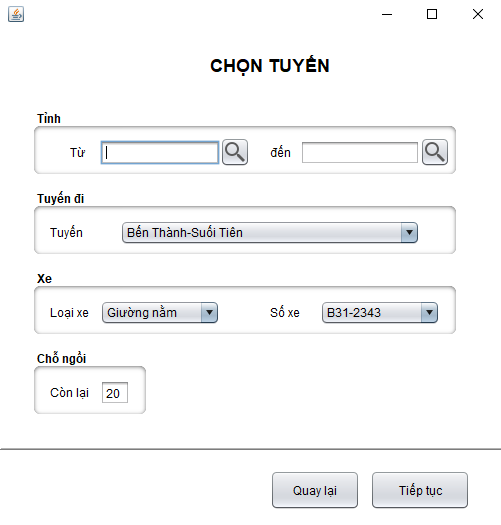 CHỌN TUYẾN
Tỉnh
Từ đến
Tuyến đi
Tuyến Bến Thành-Suối Tiên
Xe
Loại xe Giường nằm Số xe B31-2343
Chỗ ngồi
Còn lại 20
Quay lại Tiếp tục